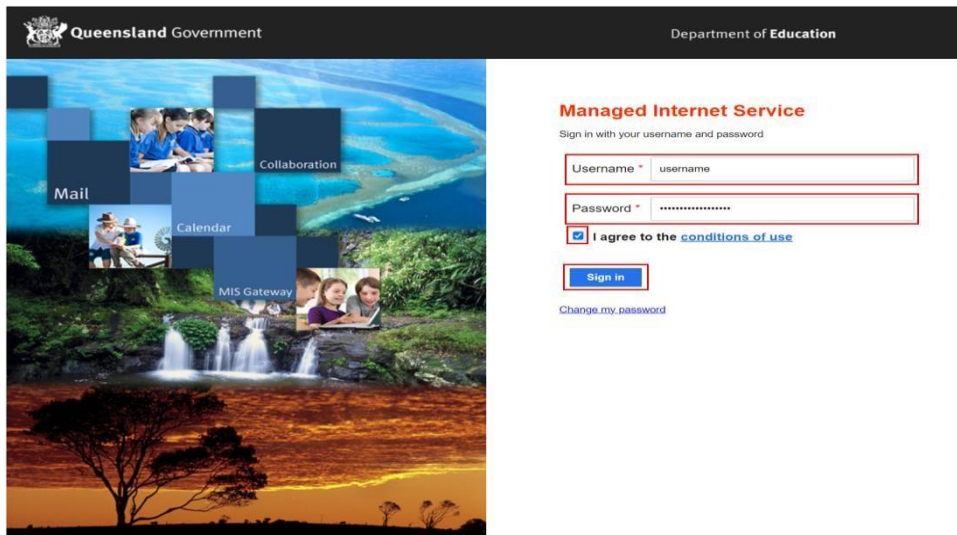 Queensland Government
Department of Education
Mail
Collaboration
Calendar
MIS Gateway
Managed Internet Service
Sign in with your username and password
Username * username
Password * ••••••••••••••••••
I agree to the conditions of use
Sign in
Change my password